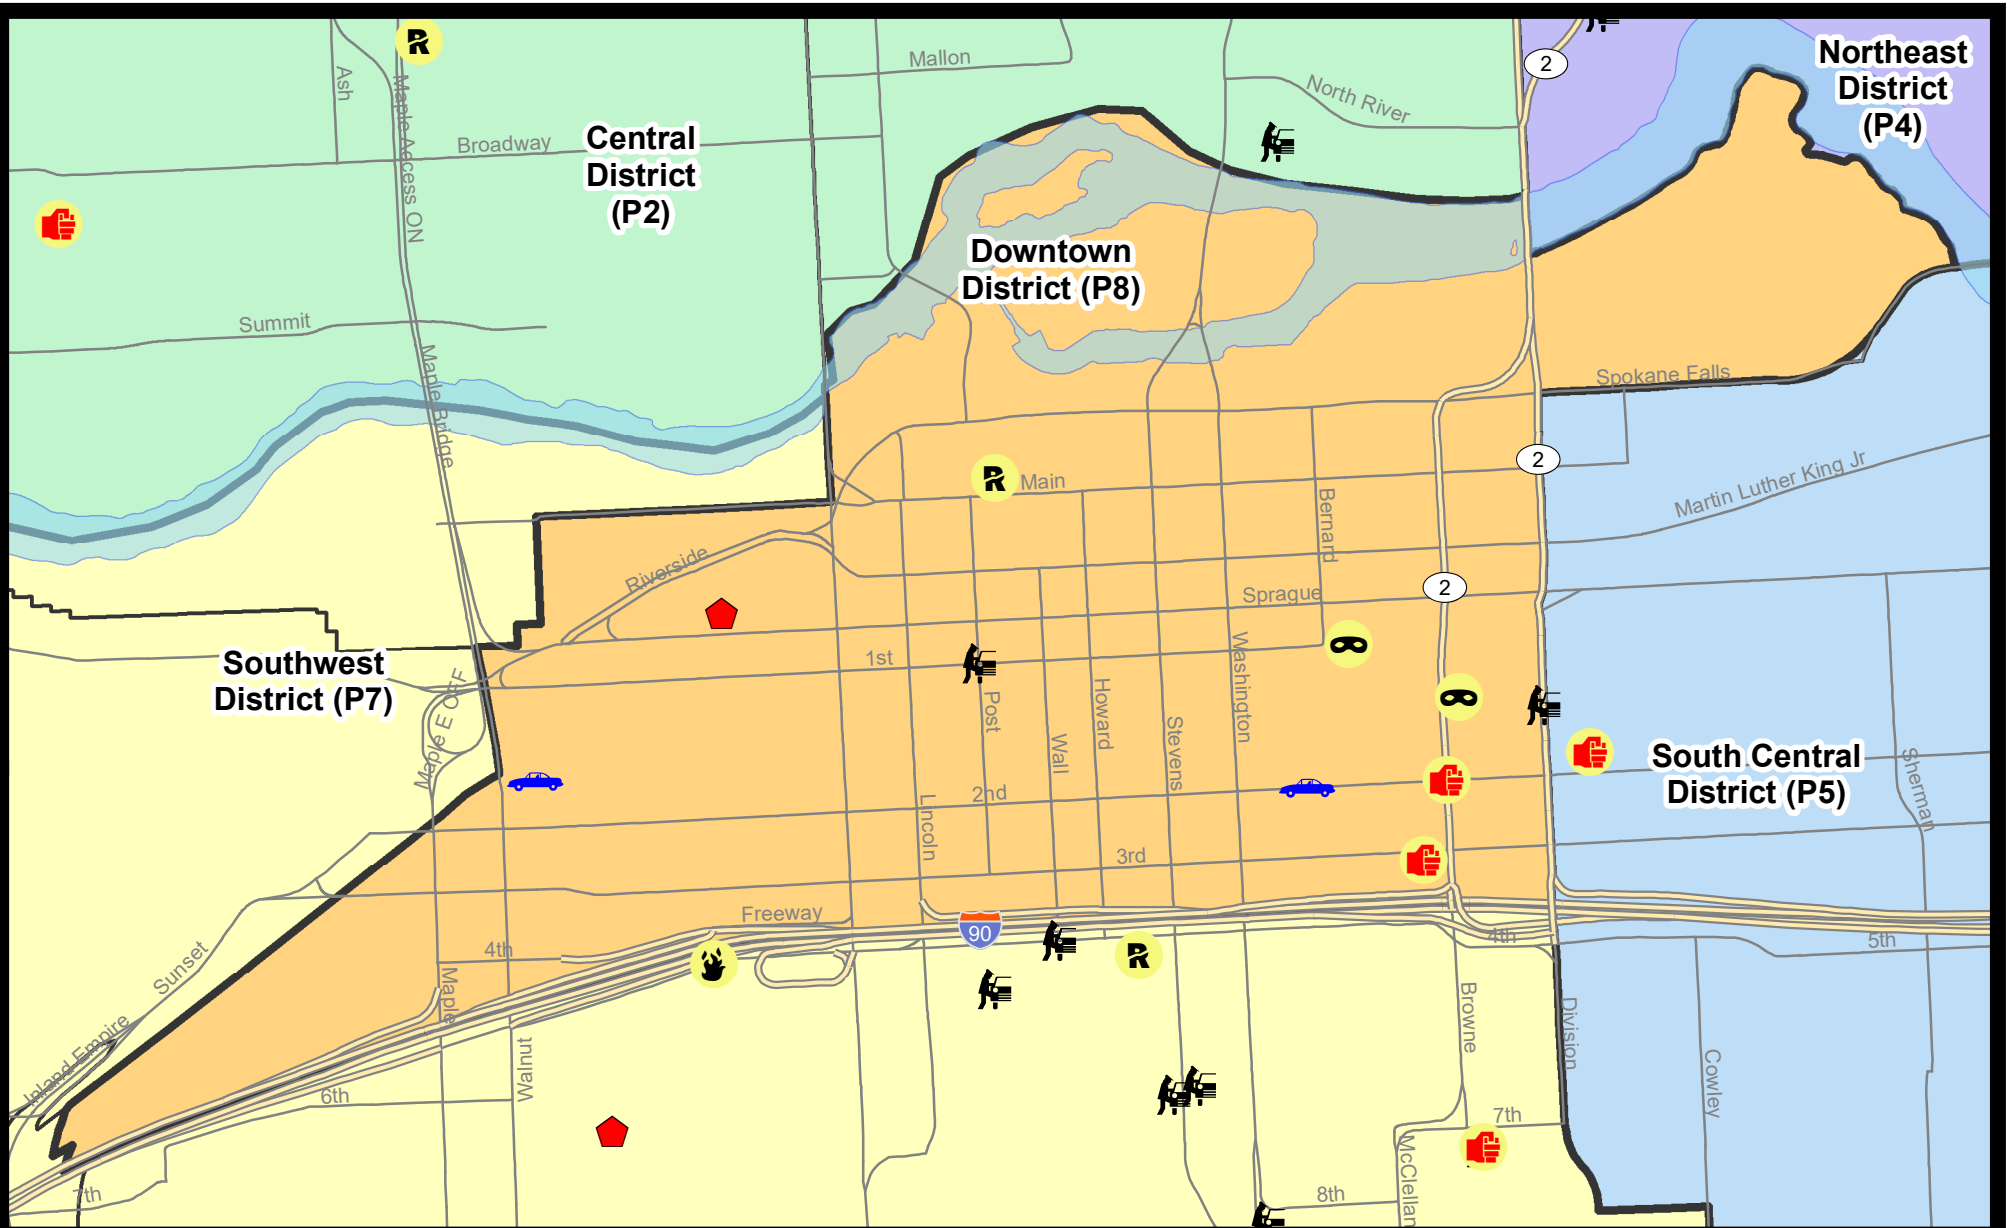 2
Northeast
District
(P4)
Mallon
North River
Ash
Maple Access ON
R
Broadway
Central
District
(P2)
Downtown
District (P8)
Summit
Maple Bridge
Spokane Falls
2
Martin Luther King Jr
R
Main
Bernard
Riverside
2
Sprague
1st
Washington
Southwest
District (P7)
Maple E OFF
Post
Howard
Wall
Stevens
South Central
District (P5)
Sherman
2nd
Lincoln
3rd
Freeway
90
4th
4th
5th
R
Sunset
Maple
Browne
Division
Inland Empire
Walnut
6th
Cowley
7th
McClellan
7th
8th